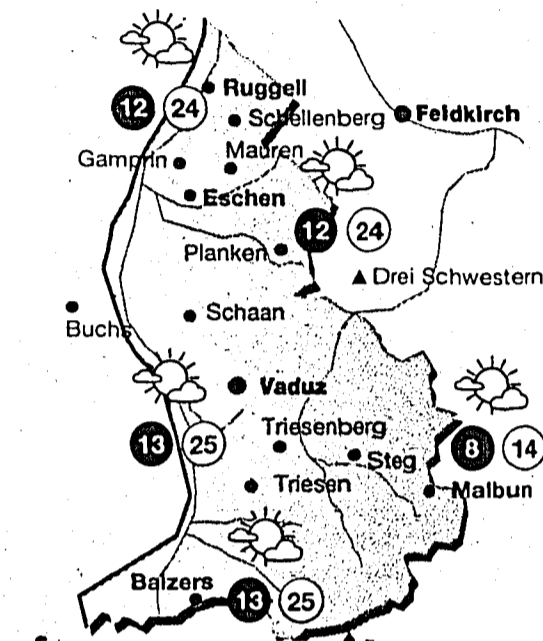 Ruggell
12 24
Schellenberg
Feldkirch
Gamprin
Mauren
Eschen
12 24
Planken
Drei Schwestern
Schaan
Buchs
Vaduz
Triesenberg
13 25
Steg
8 14
Triesen
Malbun
Balzers
13 25